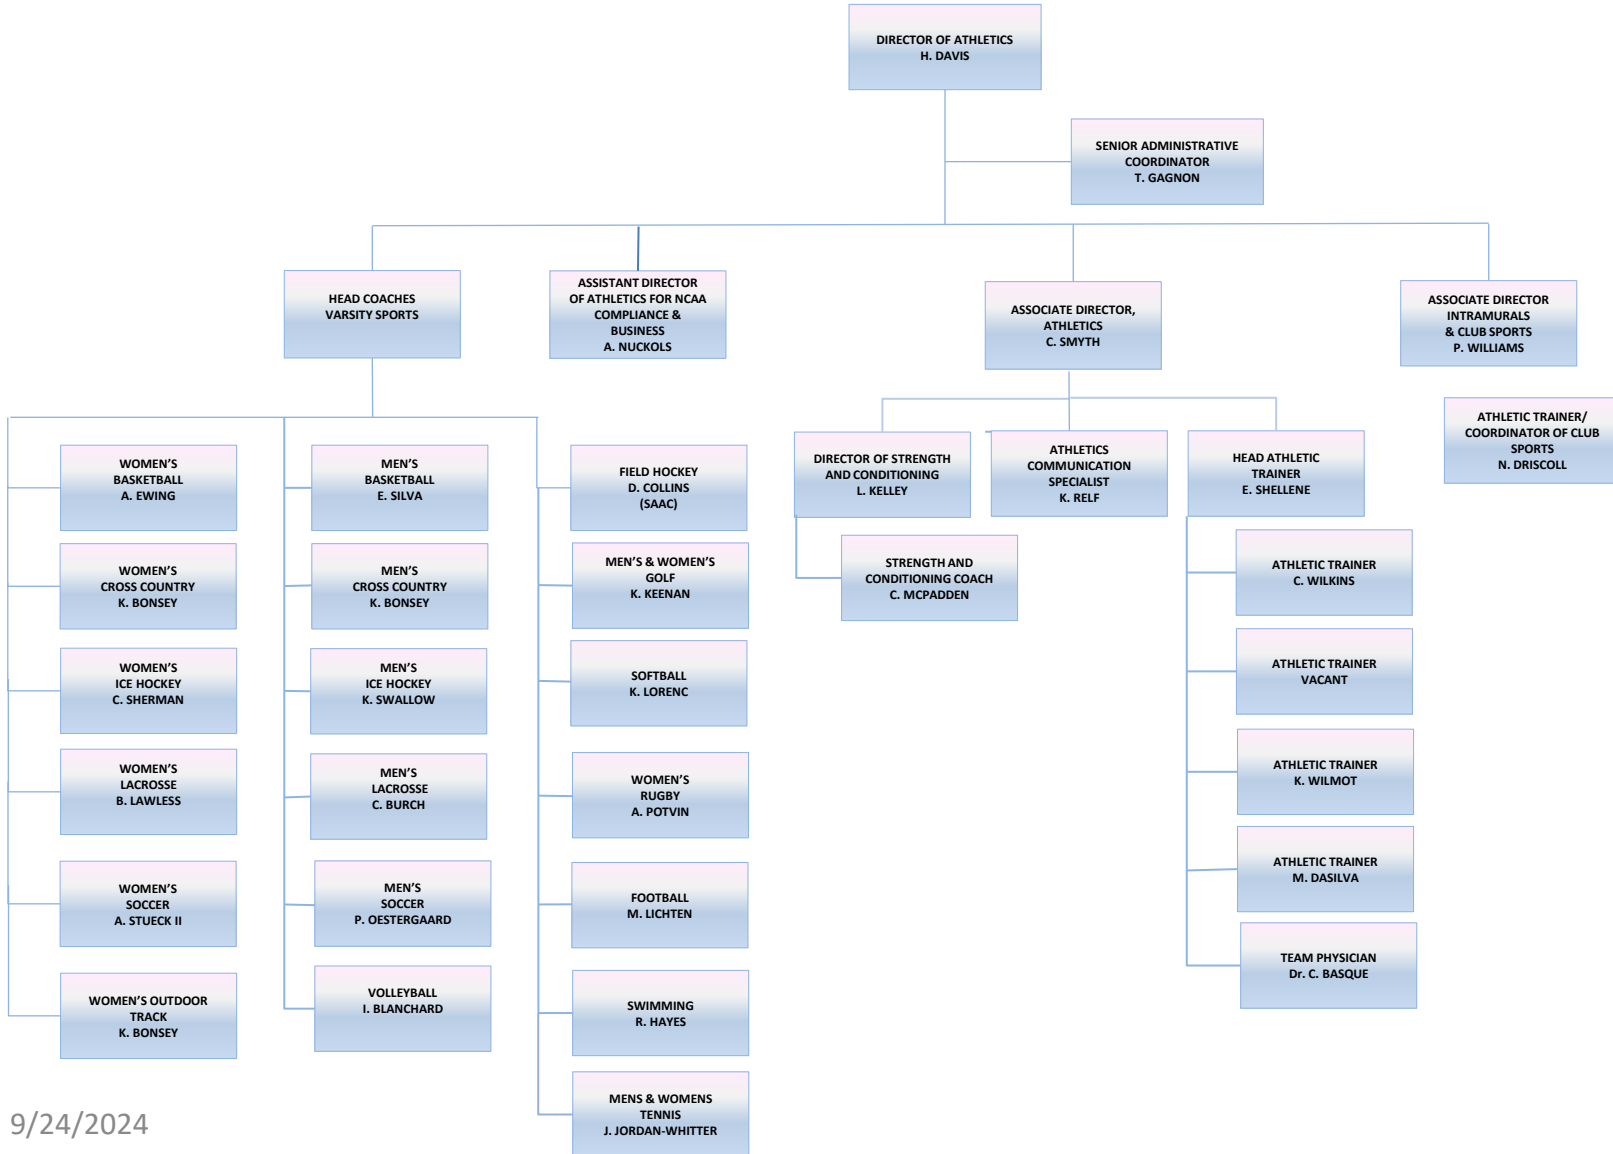 DIRECTOR OF ATHLETICS
H. DAVIS
SENIOR ADMINISTRATIVE
COORDINATOR
T. GAGNON
HEAD COACHES
VARSITY SPORTS
ASSISTANT DIRECTOR
OF ATHLETICS FOR NCAA
COMPLIANCE &
BUSINESS
A. NUCKOLS
ASSOCIATE DIRECTOR,
ATHLETICS
C. SMYTH
ASSOCIATE DIRECTOR
INTRAMURALS
& CLUB SPORTS
P. WILLIAMS
ATHLETIC TRAINER/
COORDINATOR OF CLUB
SPORTS
N. DRISCOLL
WOMEN'S
BASKETBALL
A. EWING
WOMEN'S
CROSS COUNTRY
K. BONSEY
WOMEN'S
ICE HOCKEY
C. SHERMAN
WOMEN'S
LACROSSE
B. LAWLESS
WOMEN'S
SOCCER
A. STUECK II
WOMEN'S OUTDOOR
TRACK
K. BONSEY
MEN'S
BASKETBALL
E. SILVA
MEN'S
CROSS COUNTRY
K. BONSEY
MEN'S
ICE HOCKEY
K. SWALLOW
MEN'S
LACROSSE
C. BURCH
MEN'S
SOCCER
P. OESTERGAARD
VOLLEYBALL
I. BLANCHARD
FIELD HOCKEY
D. COLLINS
(SAAC)
MEN'S & WOMEN'S
GOLF
K. KEENAN
SOFTBALL
K. LORENC
WOMEN'S
RUGBY
A. POTVIN
FOOTBALL
M. LICHTEN
SWIMMING
R. HAYES
MENS & WOMENS
TENNIS
J. JORDAN-WHITTER
DIRECTOR OF STRENGTH
AND CONDITIONING
L. KELLEY
STRENGTH AND
CONDITIONING COACH
C. MCPADDEN
ATHLETICS
COMMUNICATION
SPECIALIST
K. RELF
HEAD ATHLETIC
TRAINER
E. SHELLENE
ATHLETIC TRAINER
C. WILKINS
ATHLETIC TRAINER
VACANT
ATHLETIC TRAINER
K. WILMOT
ATHLETIC TRAINER
M. DASILVA
TEAM PHYSICIAN
Dr. C. BASQUE
9/24/2024